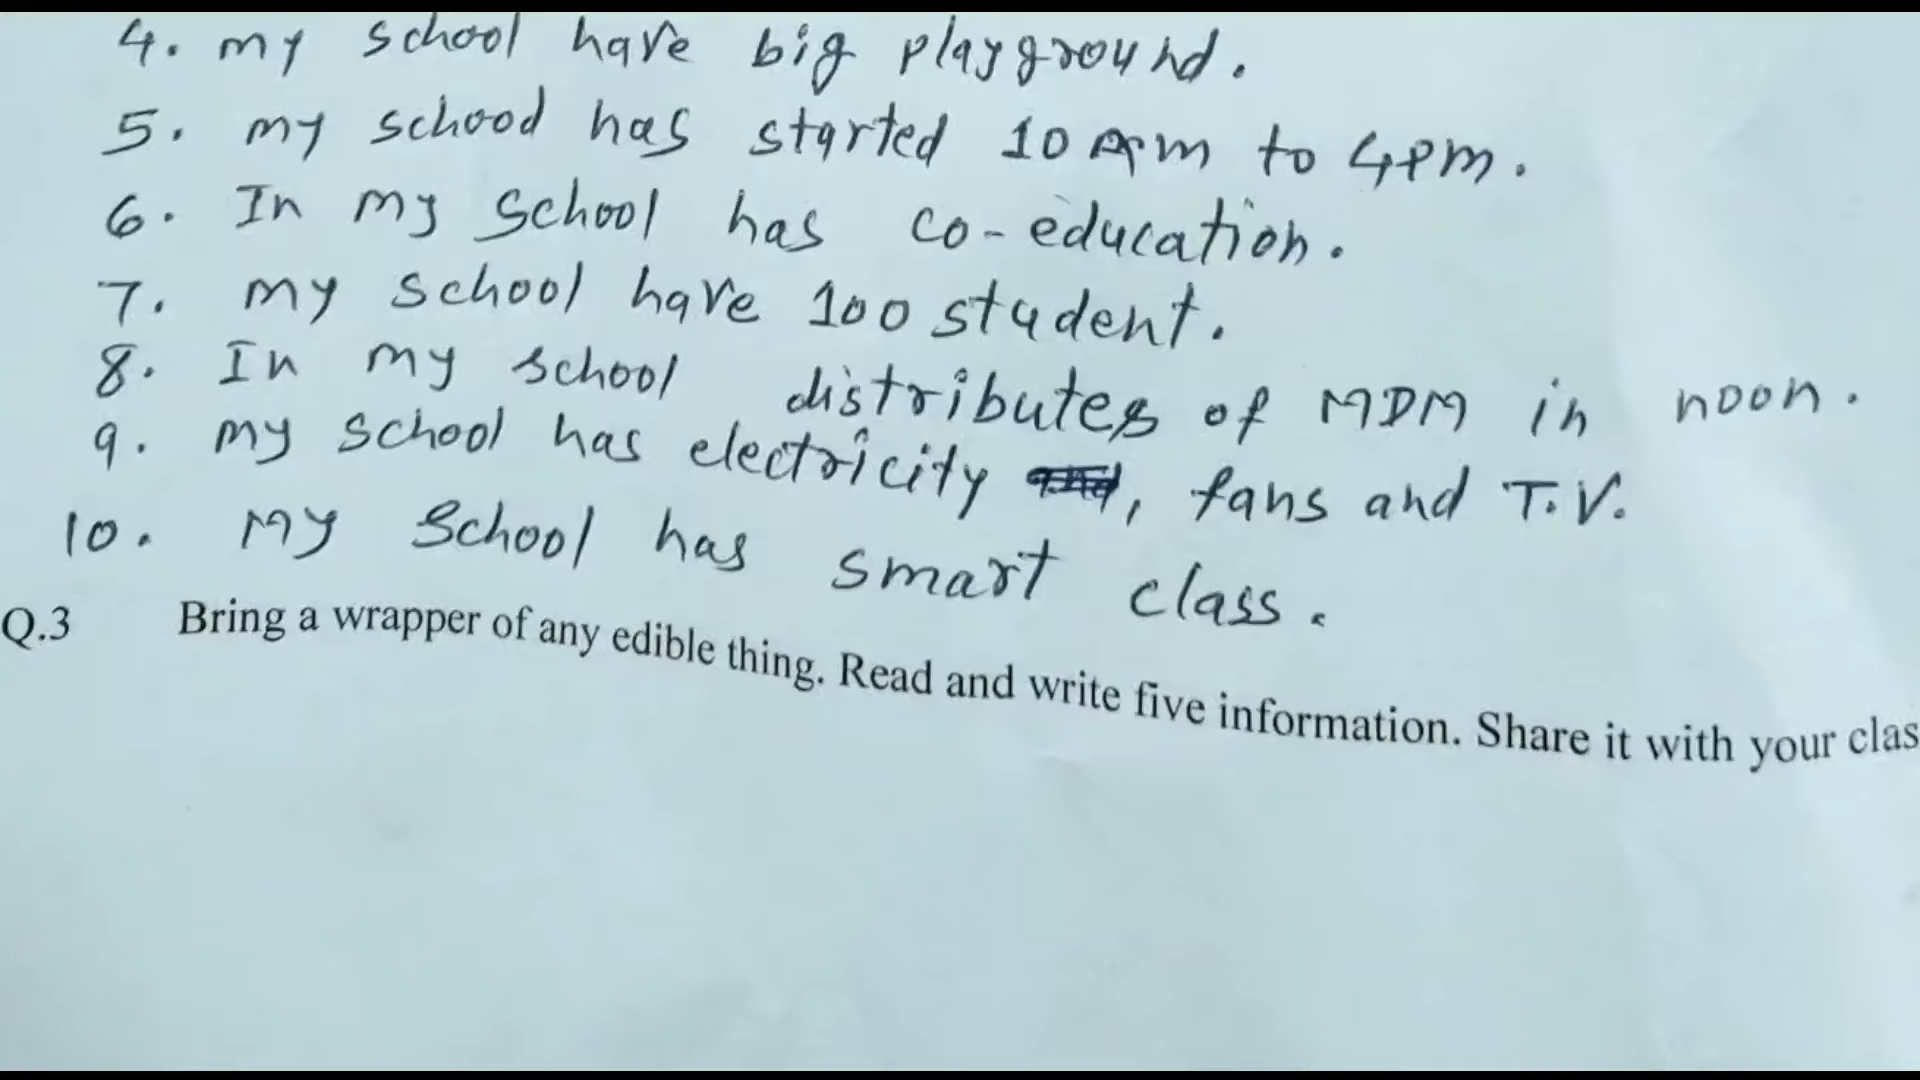 4. my school have big playground.
5. my schood has started 10 Am to 4pm.
6. In my school has co-education.
7. my school have 100 student.
8. In my school distributes of MDM in noon.
9. my school has electricity , fans and T.V.
10. My School has smart class.
Q.3 Bring a wrapper of any edible thing. Read and write five information. Share it with your clas